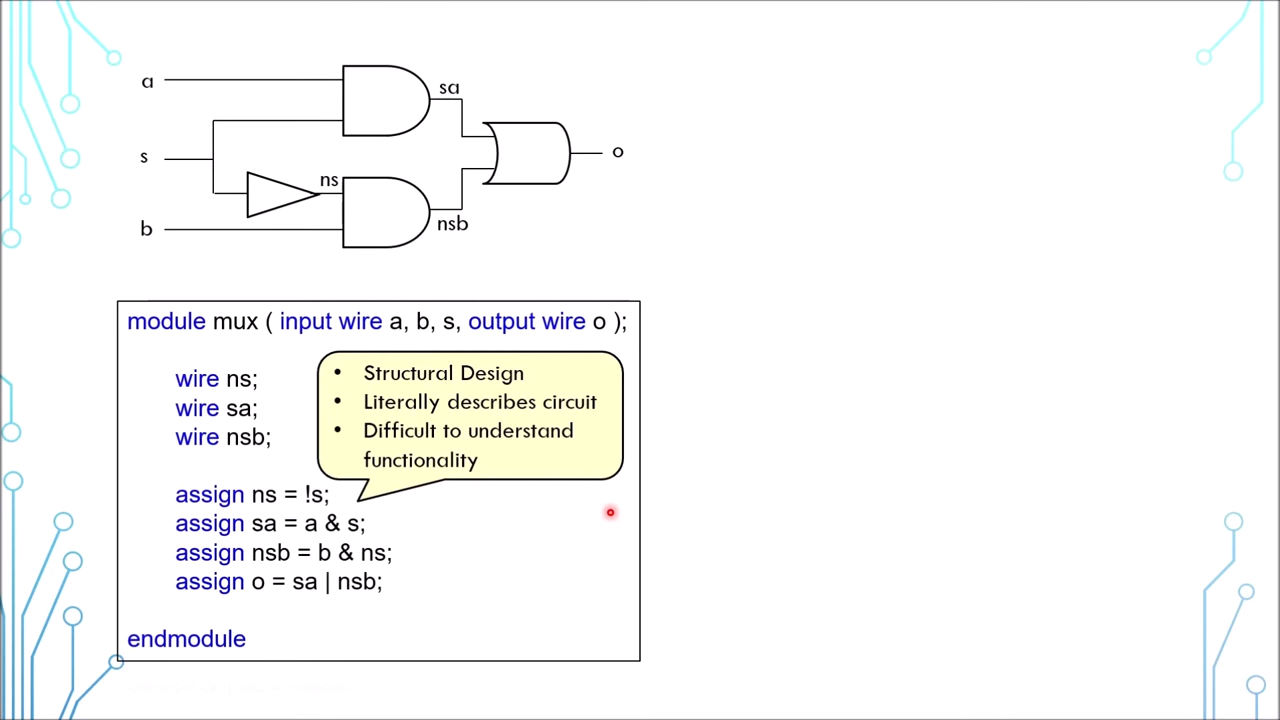 a
sa
s
o
ns
b
nsb
module mux ( input wire a, b, s, output wire o );
wire ns;
wire sa;
wire nsb;
• Structural Design
• Literally describes circuit
• Difficult to understand
functionality
assign ns = !s;
assign sa = a & s;
assign nsb = b & ns;
assign o = sa | nsb;
endmodule